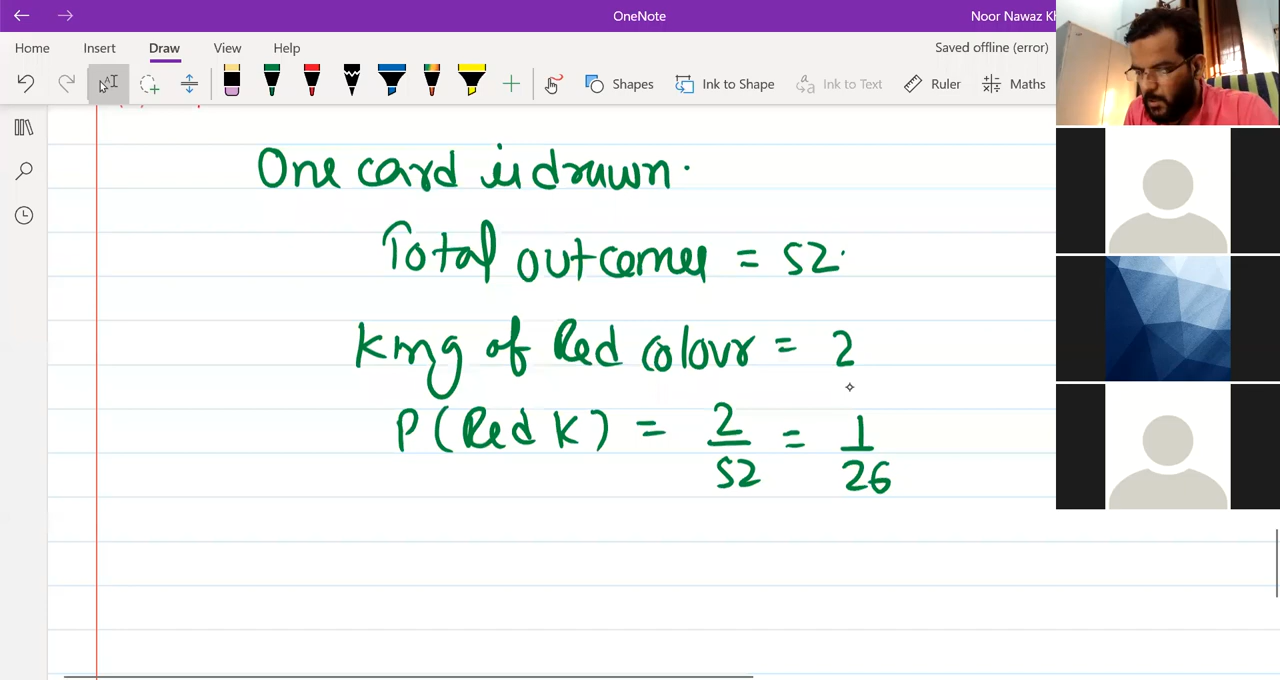 OneNote
Noor Nawaz Kh
Home Insert Draw View Help
Saved offline (error)
Shapes Ink to Shape Ink to Text Ruler Maths
One card is drawn.
Total outcomes = 52.
King of Red colour = 2
P(Red K) = 2/52 = 1/26